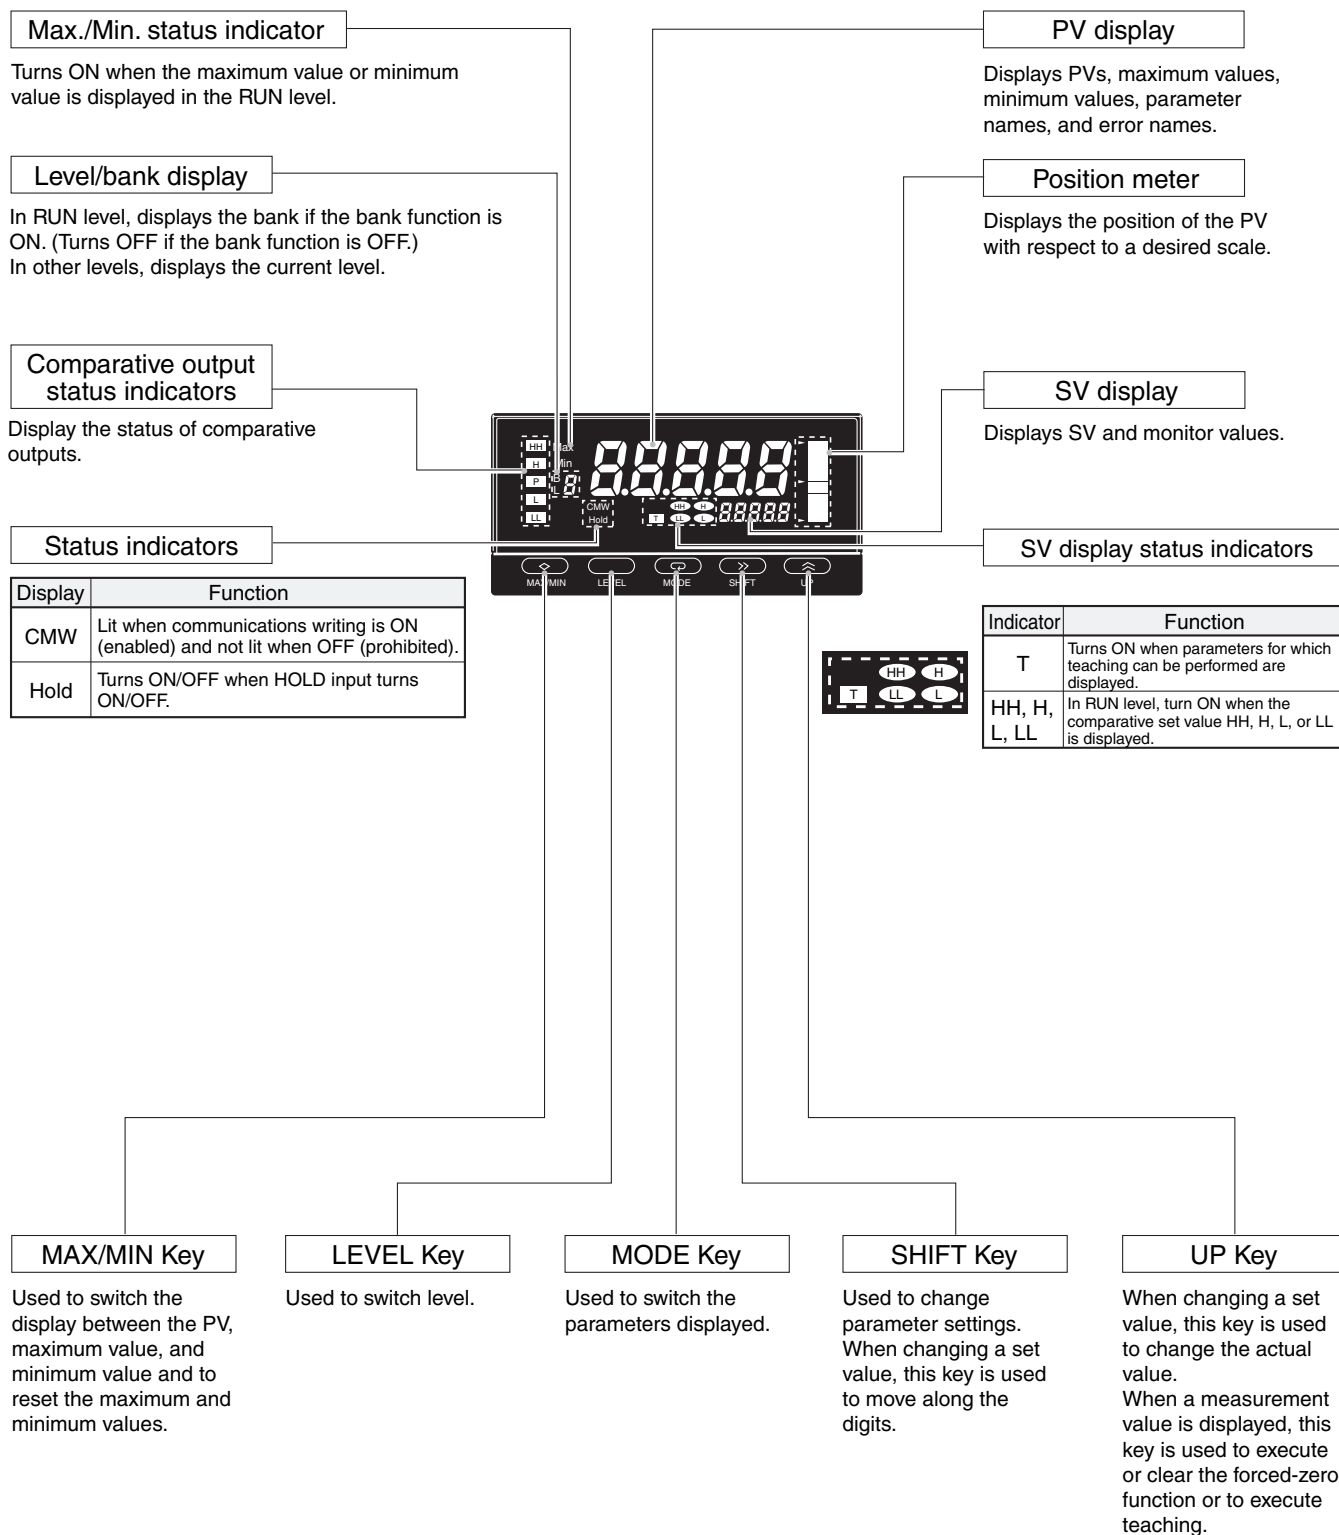 Max./Min. status indicator
Turns ON when the maximum value or minimum
value is displayed in the RUN level.
Level/bank display
In RUN level, displays the bank if the bank function is
ON. (Turns OFF if the bank function is OFF.)
In other levels, displays the current level.
Comparative output
status indicators
Display the status of comparative
outputs.
Status indicators
Display Function
CMW Lit when communications writing is ON
(enabled) and not lit when OFF (prohibited).
Hold Turns ON/OFF when HOLD input turns
ON/OFF.
PV display
Displays PVs, maximum values,
minimum values, parameter
names, and error names.
Position meter
Displays the position of the PV
with respect to a desired scale.
SV display
Displays SV and monitor values.
SV display status indicators
Indicator Function
T Turns ON when parameters for which
teaching can be performed are
displayed.
HH, H,
L, LL
In RUN level, turn ON when the
comparative set value HH, H, L, or LL
is displayed.
HH
H
P
L
LL
Max
Min
B
L
8
8.8.8.8.8
CMW
Hold
HH H
T LL L
8.8.8.8.8
MAX/MIN LEVEL MODE SHIFT UP
HH H
T LL L
MAX/MIN Key
Used to switch the
display between the PV,
maximum value, and
minimum value and to
reset the maximum and
minimum values.
LEVEL Key
Used to switch level.
MODE Key
Used to switch the
parameters displayed.
SHIFT Key
Used to change
parameter settings.
When changing a set
value, this key is used
to move along the
digits.
UP Key
When changing a set
value, this key is used
to change the actual
value.
When a measurement
value is displayed, this
key is used to execute
or clear the forced-zero
function or to execute
teaching.